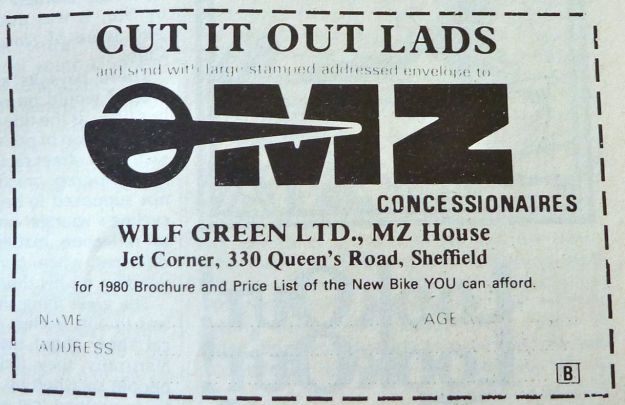 CUT IT OUT LADS
and send with large stamped addressed envelope to
MZ
CONCESSIONAIRES
WILF GREEN LTD., MZ House
Jet Corner, 330 Queen's Road, Sheffield
for 1980 Brochure and Price List of the New Bike YOU can afford.
NAME AGE
ADDRESS
B